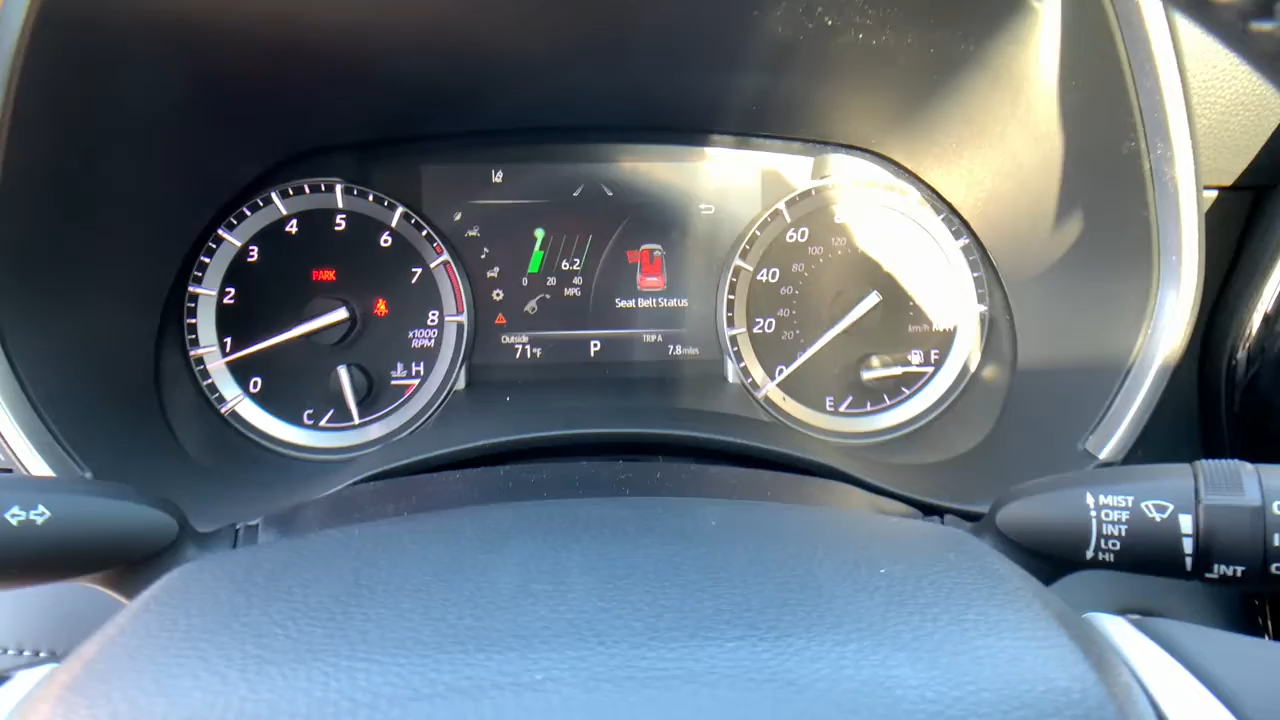 5
4
6
3
PARK
7
2
8
x1000
RPM
1
0
H
C
6.2
0 20 40
MPG
Seat Belt Status
Outside
71°F
P
TRIP A
7.8 miles
60
100
120
40
80
60
20
40
20
0
0
km/h
F
E
MIST
OFF
INT
LO
HI
INT